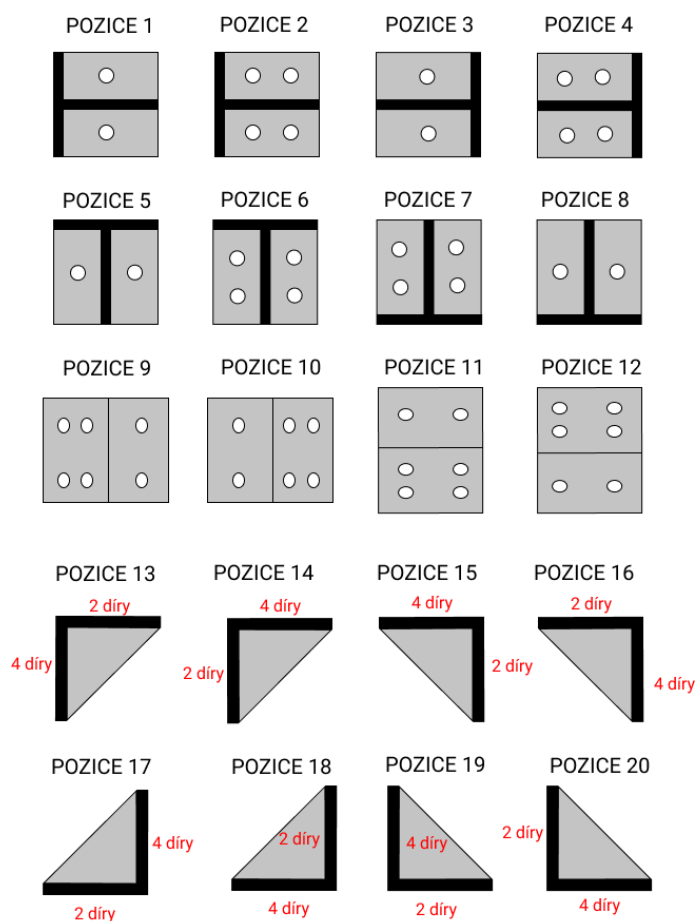 POZICE 1
POZICE 2
POZICE 3
POZICE 4
POZICE 5
POZICE 6
POZICE 7
POZICE 8
POZICE 9
POZICE 10
POZICE 11
POZICE 12
POZICE 13
POZICE 14
POZICE 15
POZICE 16
2 díry
4 díry
4 díry
2 díry
4 díry
2 díry
2 díry
4 díry
POZICE 17
POZICE 18
POZICE 19
POZICE 20
4 díry
2 díry
4 díry
2 díry
2 díry
4 díry
2 díry
4 díry